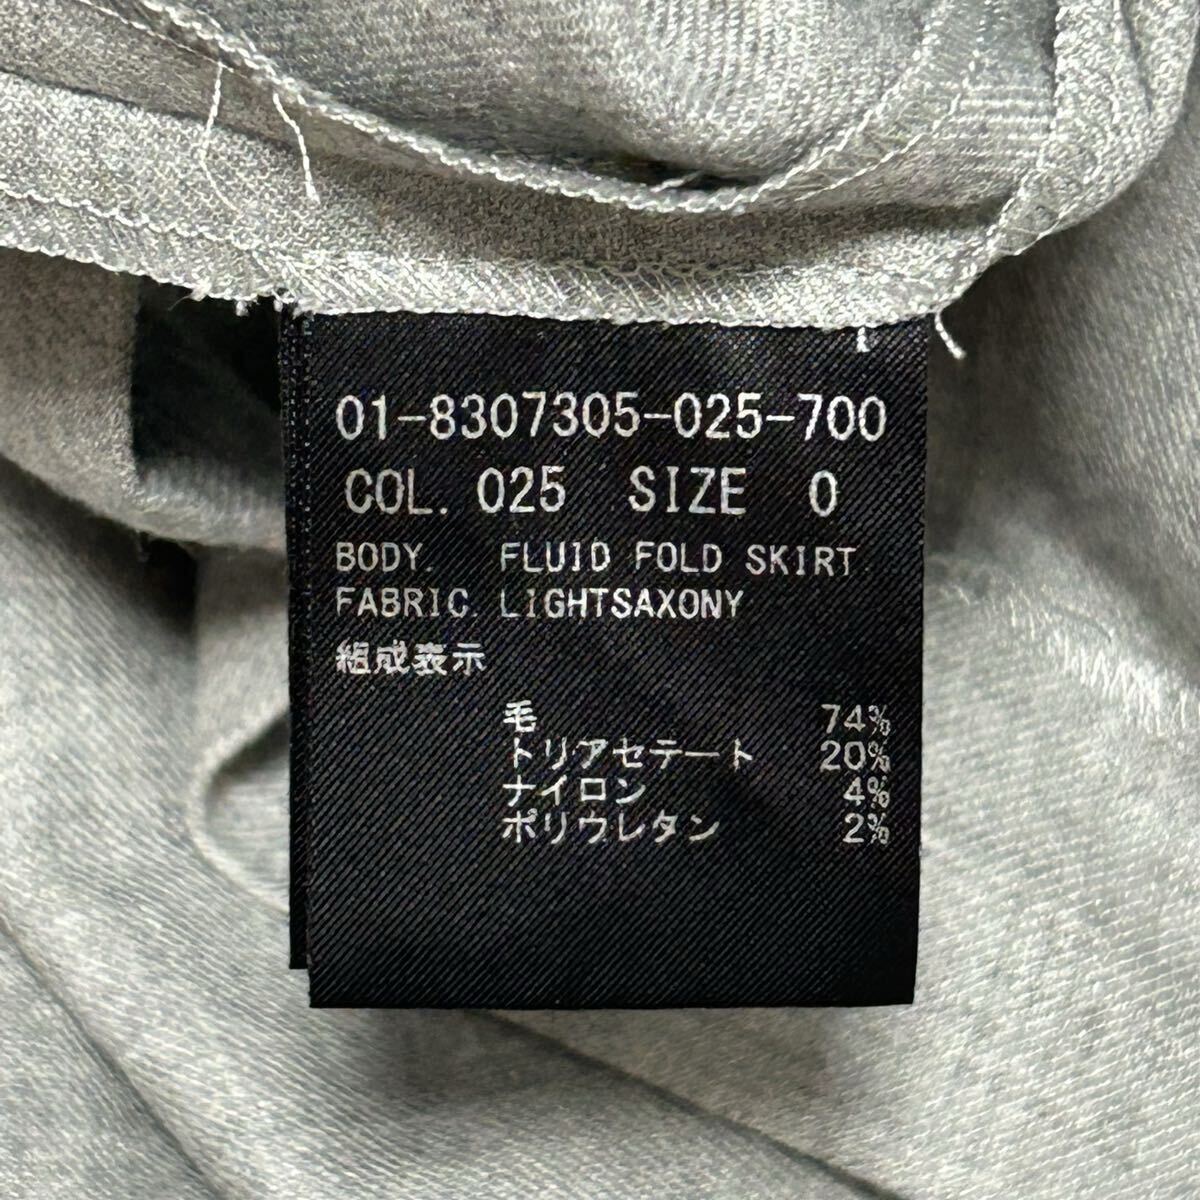 01-8307305-025-700
COL. 025 SIZE 0
BODY. FLUID FOLD SKIRT.
FABRIC. LIGHTSAXONY
組成表示
毛 74%
トリアセテート 20%
ナイロン 4%
ポリウレタン 2%